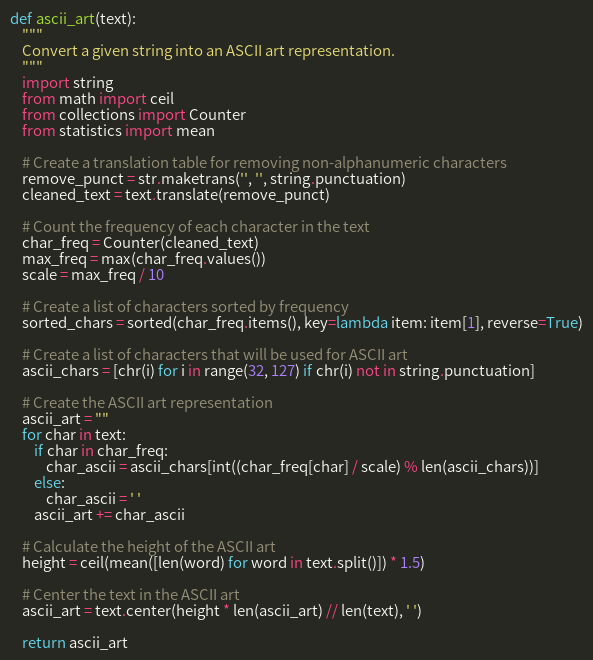 def ascii_art(text):
    """
    Convert a given string into an ASCII art representation.
    """
    import string
    from math import ceil
    from collections import Counter
    from statistics import mean

    # Create a translation table for removing non-alphanumeric characters
    remove_punct = str.maketrans('', '', string.punctuation)
    cleaned_text = text.translate(remove_punct)

    # Count the frequency of each character in the text
    char_freq = Counter(cleaned_text)
    max_freq = max(char_freq.values())
    scale = max_freq / 10

    # Create a list of characters sorted by frequency
    sorted_chars = sorted(char_freq.items(), key=lambda item: item[1], reverse=True)

    # Create a list of characters that will be used for ASCII art
    ascii_chars = [chr(i) for i in range(32, 127) if chr(i) not in string.punctuation]

    # Create the ASCII art representation
    ascii_art = ""
    for char in text:
        if char in char_freq:
            char_ascii = ascii_chars[int((char_freq[char] / scale) % len(ascii_chars))]
        else:
            char_ascii = ' '
        ascii_art += char_ascii

    # Calculate the height of the ASCII art
    height = ceil(mean([len(word) for word in text.split()]) * 1.5)

    # Center the text in the ASCII art
    ascii_art = text.center(height * len(ascii_art) // len(text), ' ')

    return ascii_art